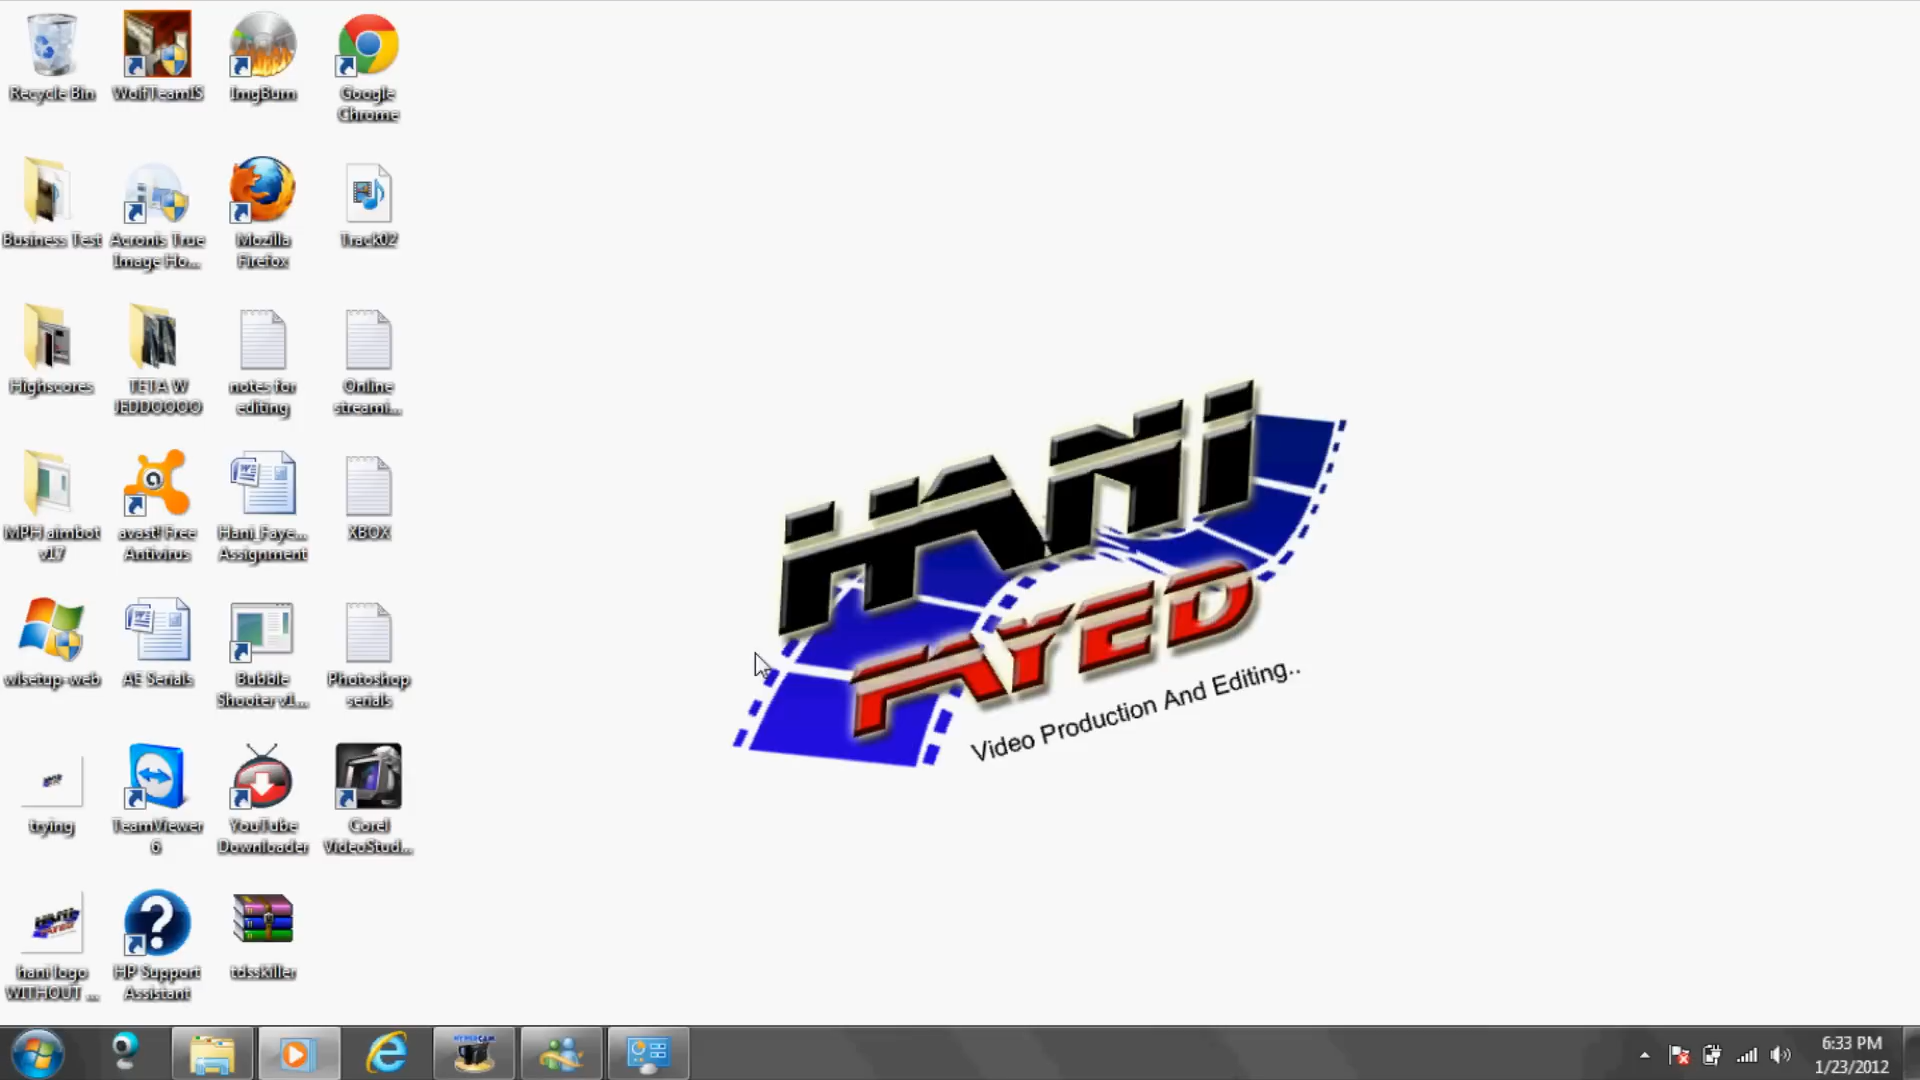 Recycle Bin
WolfTeamIS
ImgBurn
Google
Chrome
Business Test
Acronis True
Image Ho...
Mozilla
Firefox
Track02
Highscores
TETA W
JEDDOOOO
notes for
editing
Online
streami...
MPH aimbot
v17
avast! Free
Antivirus
Hani_Faye...
Assignment
XBOX
wlsetup-web
AE Serials
Bubble
Shooter v1...
Photoshop
serials
trying
TeamViewer
6
YouTube
Downloader
Corel
VideoStud...
hani logo
WITHOUT ...
HP Support
Assistant
tdsskiller
HANI
FAYED
Video Production And Editing..
HYPERCAM
6:33 PM
1/23/2012